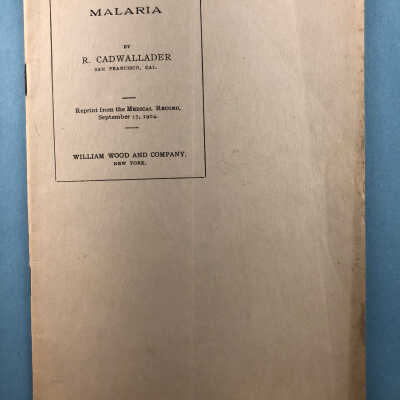 MALARIA
BY
R. CADWALLADER
SAN FRANCISCO, CAL.
Reprint from the MEDICAL RECORD,
September 17, 1904.
WILLIAM WOOD AND COMPANY,
NEW YORK.